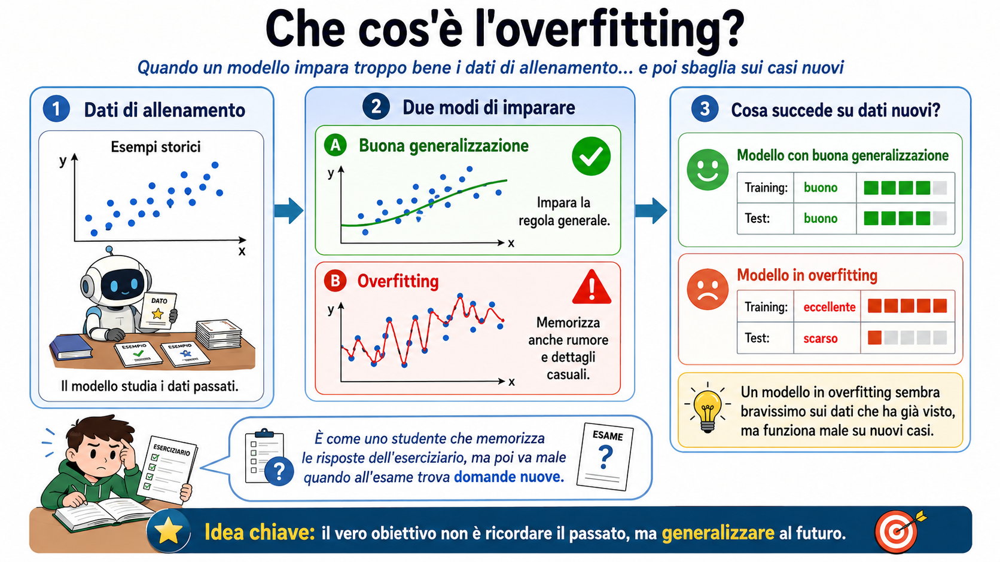 Che cos'è l'overfitting?
Quando un modello impara troppo bene i dati di allenamento... e poi sbaglia sui casi nuovi
1 Dati di allenamento
Esempi storici
y
x
DATO
ESEMPIO
ESEMPIO
Il modello studia i dati passati.
2 Due modi di imparare
A Buona generalizzazione
y
x
Impara la
regola generale.
B Overfitting
y
x
Memorizza
anche rumore
e dettagli
casuali.
3 Cosa succede su dati nuovi?
Modello con buona generalizzazione
Training: buono
Test: buono
Modello in overfitting
Training: eccellente
Test: scarso
Un modello in overfitting sembra
bravissimo sui dati che ha già visto,
ma funziona male su nuovi casi.
ESERCIZIARIO
?
È come uno studente che memorizza
le risposte dell'eserciziario, ma poi va male
quando all'esame trova domande nuove.
ESAME
?
Idea chiave: il vero obiettivo non è ricordare il passato, ma generalizzare al futuro.